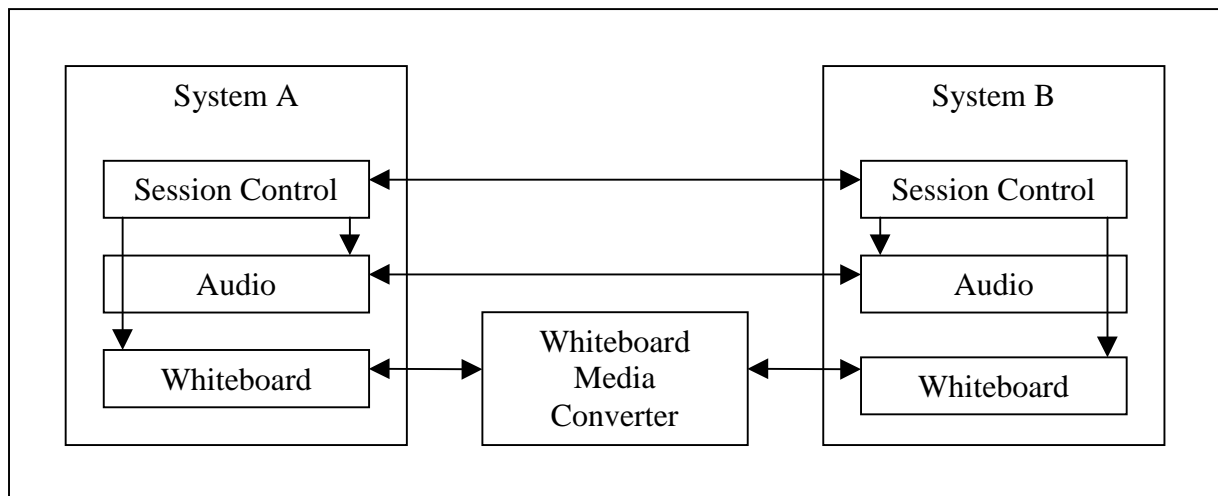 System A
System B
Session Control
Session Control
Audio
Audio
Whiteboard
Media
Converter
Whiteboard
Whiteboard